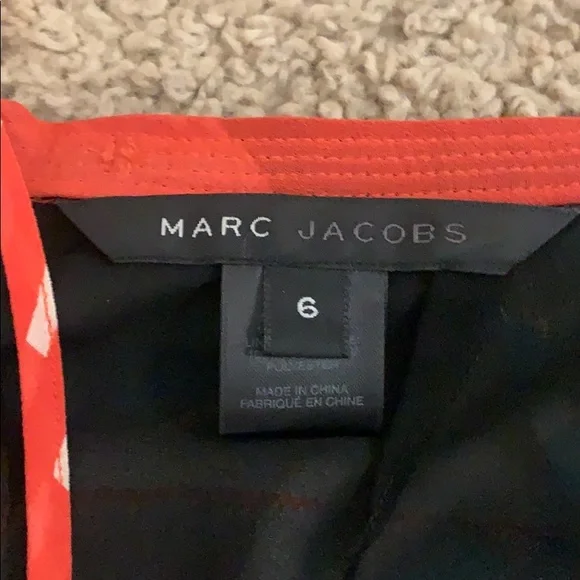 MARC JACOBS
6
POLYESTER
MADE IN CHINA
FABRIQUÉ EN CHINE